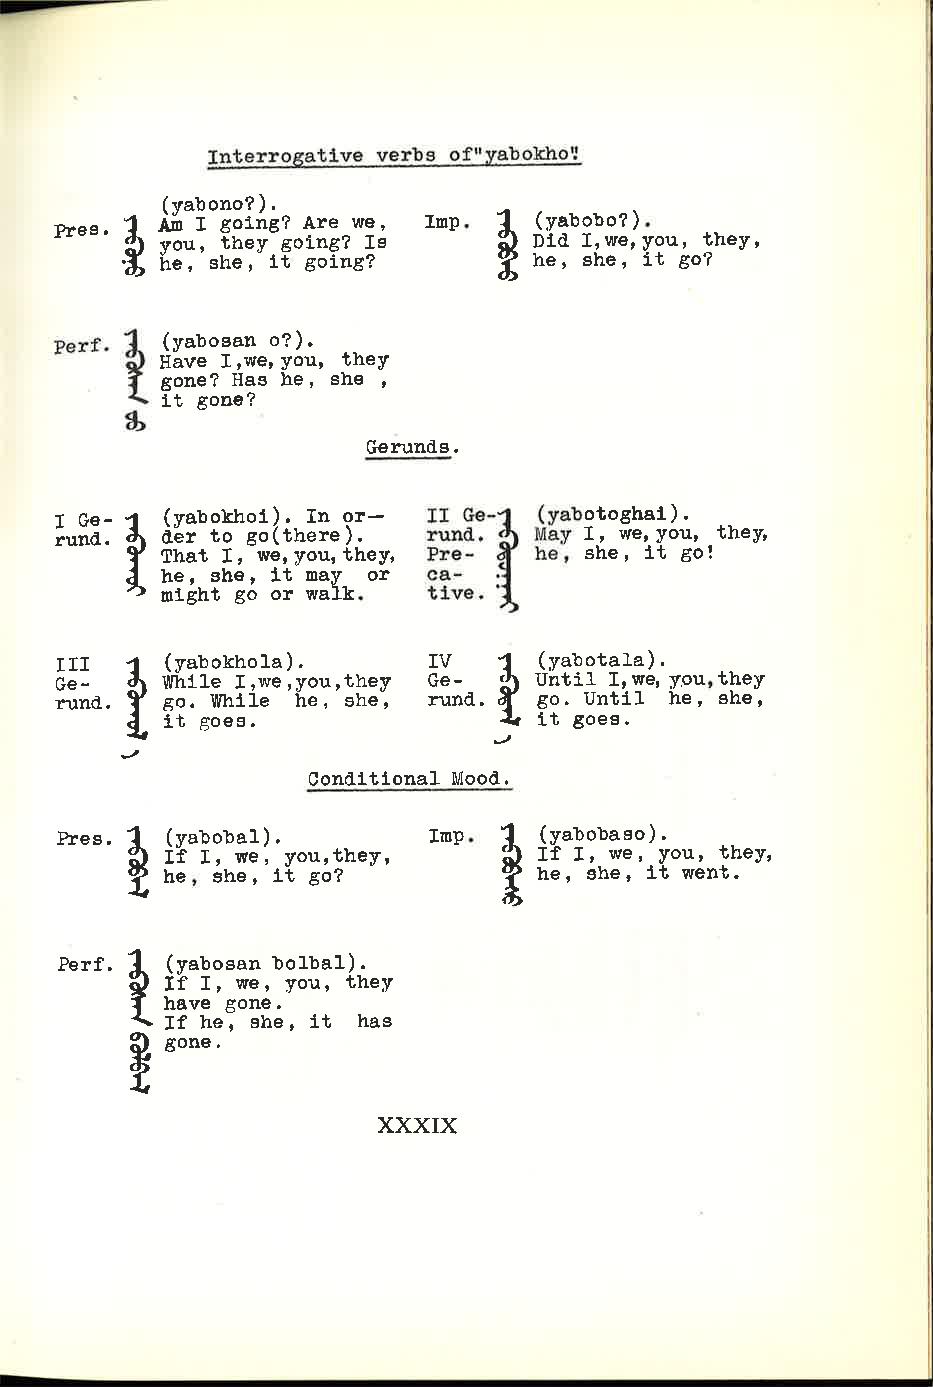 Interrogative verbs of"yabokho"!
Pres.
(yabono?).
Am I going? Are we,
you, they going? Is
he, she, it going?
Imp.
(yabobo?).
Did I,we,you, they,
he, she, it go?
Perf.
(yabosan o?).
Have I,we,you, they
gone? Has he, she ,
it gone?
Gerunds.
I Ge-
rund.
(yabokhoi). In or—
der to go(there).
That I, we,you,they,
he, she, it may or
might go or walk.
II Ge-
rund.
Pre-
ca-
tive.
(yabotoghai).
May I, we,you, they,
he, she, it go!
III
Ge-
rund.
(yabokhola).
While I,we,you,they
go. While he, she,
it goes.
IV
Ge-
rund.
(yabotala).
Until I,we, you,they
go. Until he, she,
it goes.
Conditional Mood.
Pres.
(yabobal).
If I, we, you,they,
he, she, it go?
Imp.
(yabobaso).
If I, we, you, they,
he, she, it went.
Perf.
(yabosan bolbal).
If I, we, you, they
have gone.
If he, she, it has
gone.
XXXIX